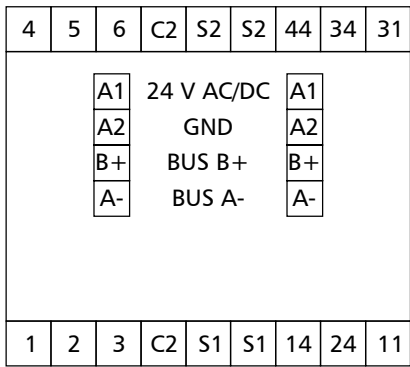 4 5 6 C2 S2 S2 44 34 31
A1 24 V AC/DC A1
A2 GND A2
B+ BUS B+ B+
A- BUS A- A-
1 2 3 C2 S1 S1 14 24 11